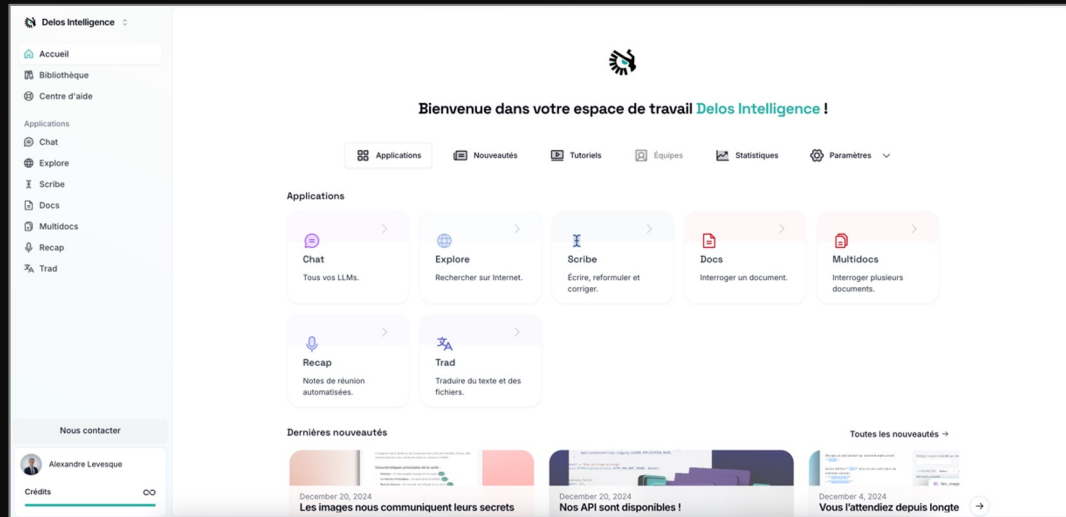 Delos Intelligence
Accueil
Bibliothèque
Centre d'aide
Applications
Chat
Explore
Scribe
Docs
Multidocs
Recap
Trad
Nous contacter
Alexandre Levesque
Crédits
∞
Bienvenue dans votre espace de travail Delos Intelligence !
Applications
Nouveautés
Tutoriels
Équipes
Statistiques
Paramètres
Applications
Chat
Tous vos LLMs.
Explore
Rechercher sur Internet.
Scribe
Écrire, reformuler et
corriger.
Docs
Interroger un document.
Multidocs
Interroger plusieurs
documents.
Recap
Notes de réunion
automatisées.
Trad
Traduire du texte et des
fichiers.
Dernières nouveautés
Toutes les nouveautés →
December 20, 2024
Les images nous communiquent leurs secrets
December 20, 2024
Nos API sont disponibles !
December 4, 2024
Vous l'attendiez depuis longte